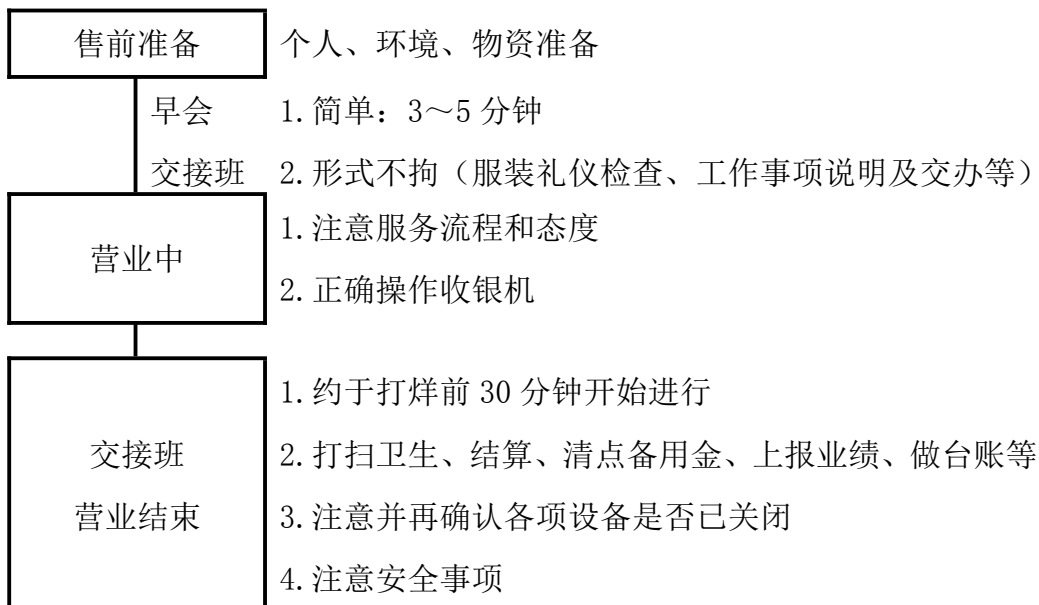 售前准备 个人、环境、物资准备
早会 1.简单：3～5 分钟
交接班 2.形式不拘（服装礼仪检查、工作事项说明及交办等）
营业中
1.注意服务流程和态度
2.正确操作收银机
交接班
营业结束
1.约于打烊前 30 分钟开始进行
2.打扫卫生、结算、清点备用金、上报业绩、做台账等
3.注意并再确认各项设备是否已关闭
4.注意安全事项